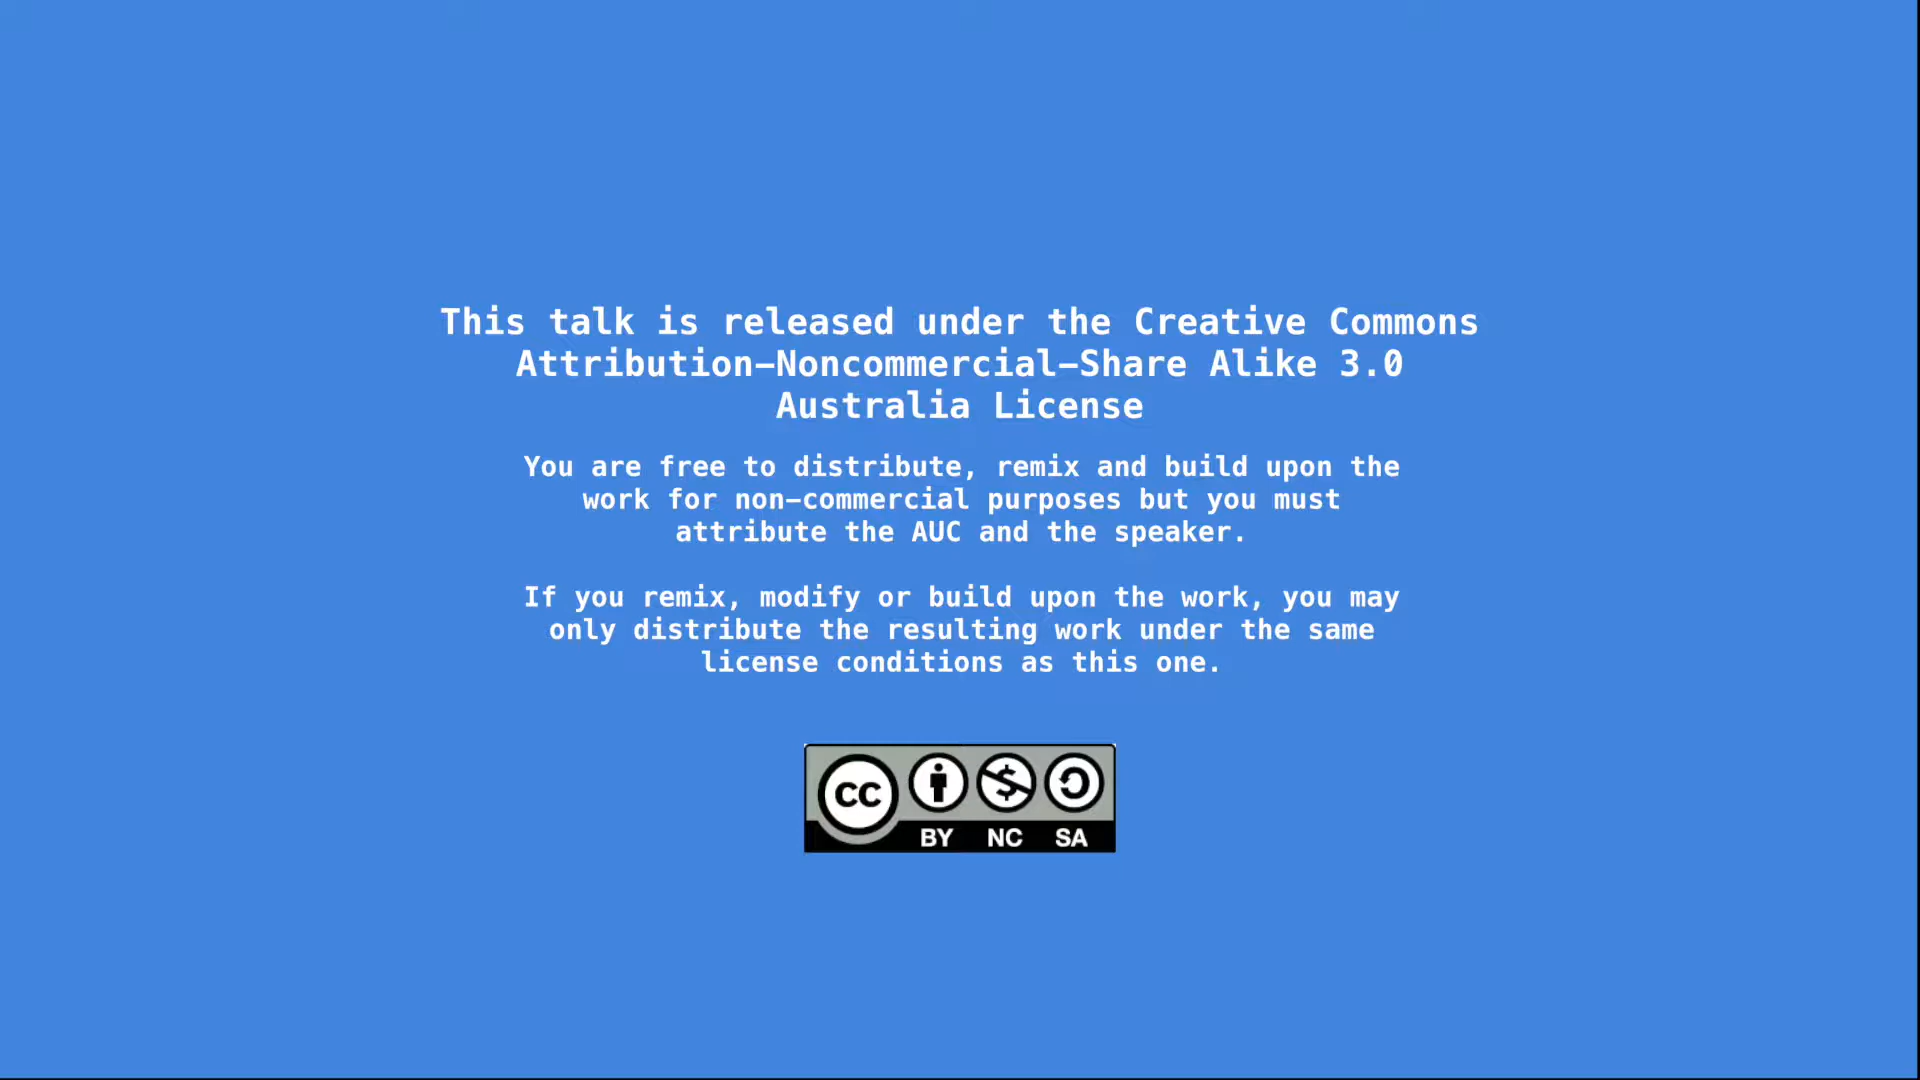 This talk is released under the Creative Commons
Attribution–Noncommercial–Share Alike 3.0
Australia License
You are free to distribute, remix and build upon the
work for non–commercial purposes but you must
attribute the AUC and the speaker.
If you remix, modify or build upon the work, you may
only distribute the resulting work under the same
license conditions as this one.
CC
BY NC SA